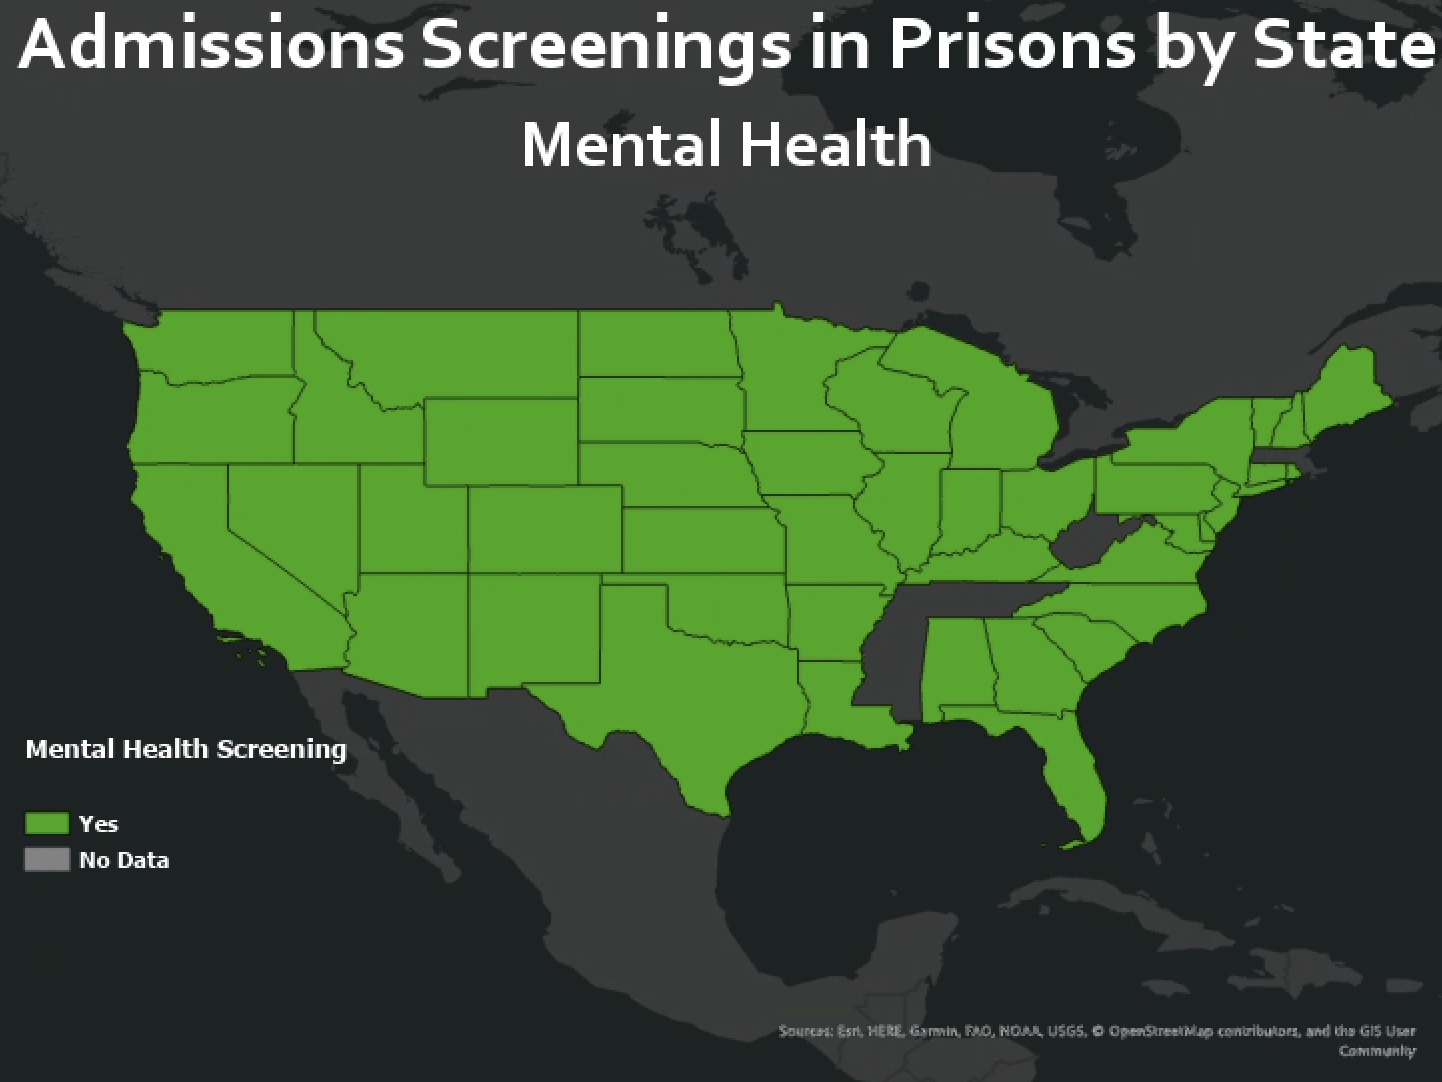 Admissions Screenings in Prisons by State
Mental Health
Mental Health Screening
Yes
No Data
Sources: Esri, HERE, Garmin, FAO, NOAA, USGS, © OpenStreetMap contributors, and the GIS User
Community